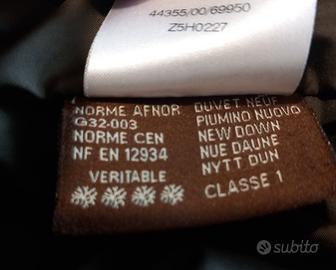 44355/00/69950
Z5H0227
NORME AFNOR
G32-003
NORME CEN
NF EN 12934
VERITABLE
DUVET NEUF
PIUMINO NUOVO
NEW DOWN
NUE DAUNE
NYTT DUN
CLASSE 1
subito